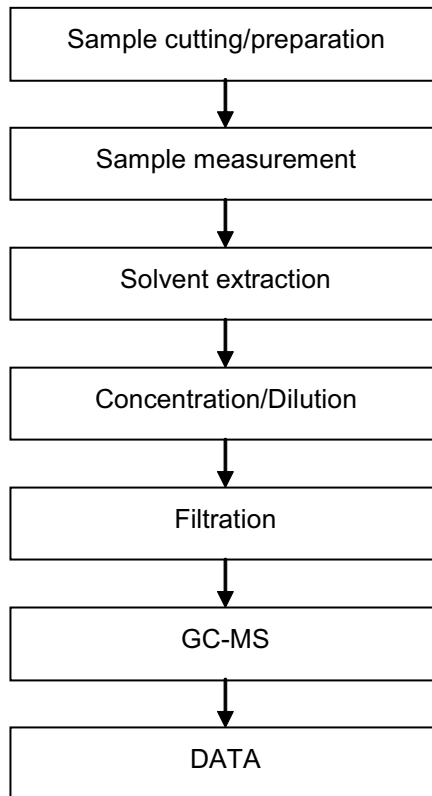 Sample cutting/preparation
Sample measurement
Solvent extraction
Concentration/Dilution
Filtration
GC-MS
DATA